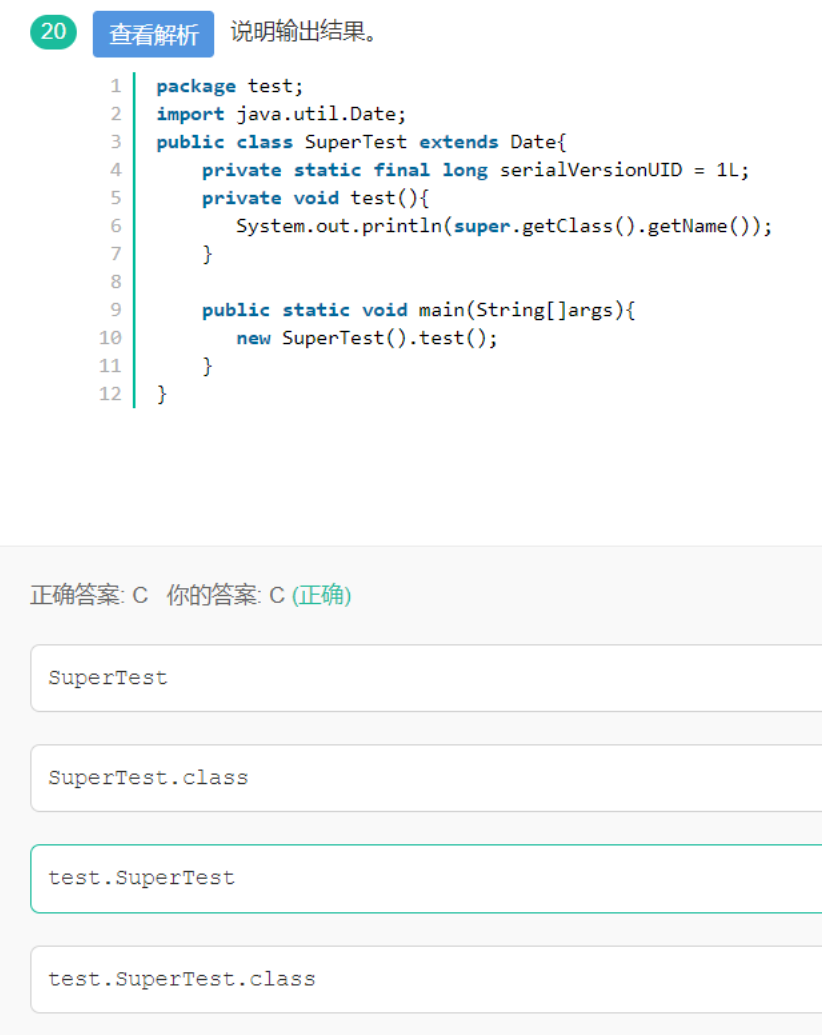 20 查看解析 说明输出结果。
1 package test;
2 import java.util.Date;
3 public class SuperTest extends Date{
4 private static final long serialVersionUID = 1L;
5 private void test(){
6 System.out.println(super.getClass().getName());
7 }
8
9 public static void main(String[]args){
10 new SuperTest().test();
11 }
12 }
正确答案: C 你的答案: C (正确)
SuperTest
SuperTest.class
test.SuperTest
test.SuperTest.class